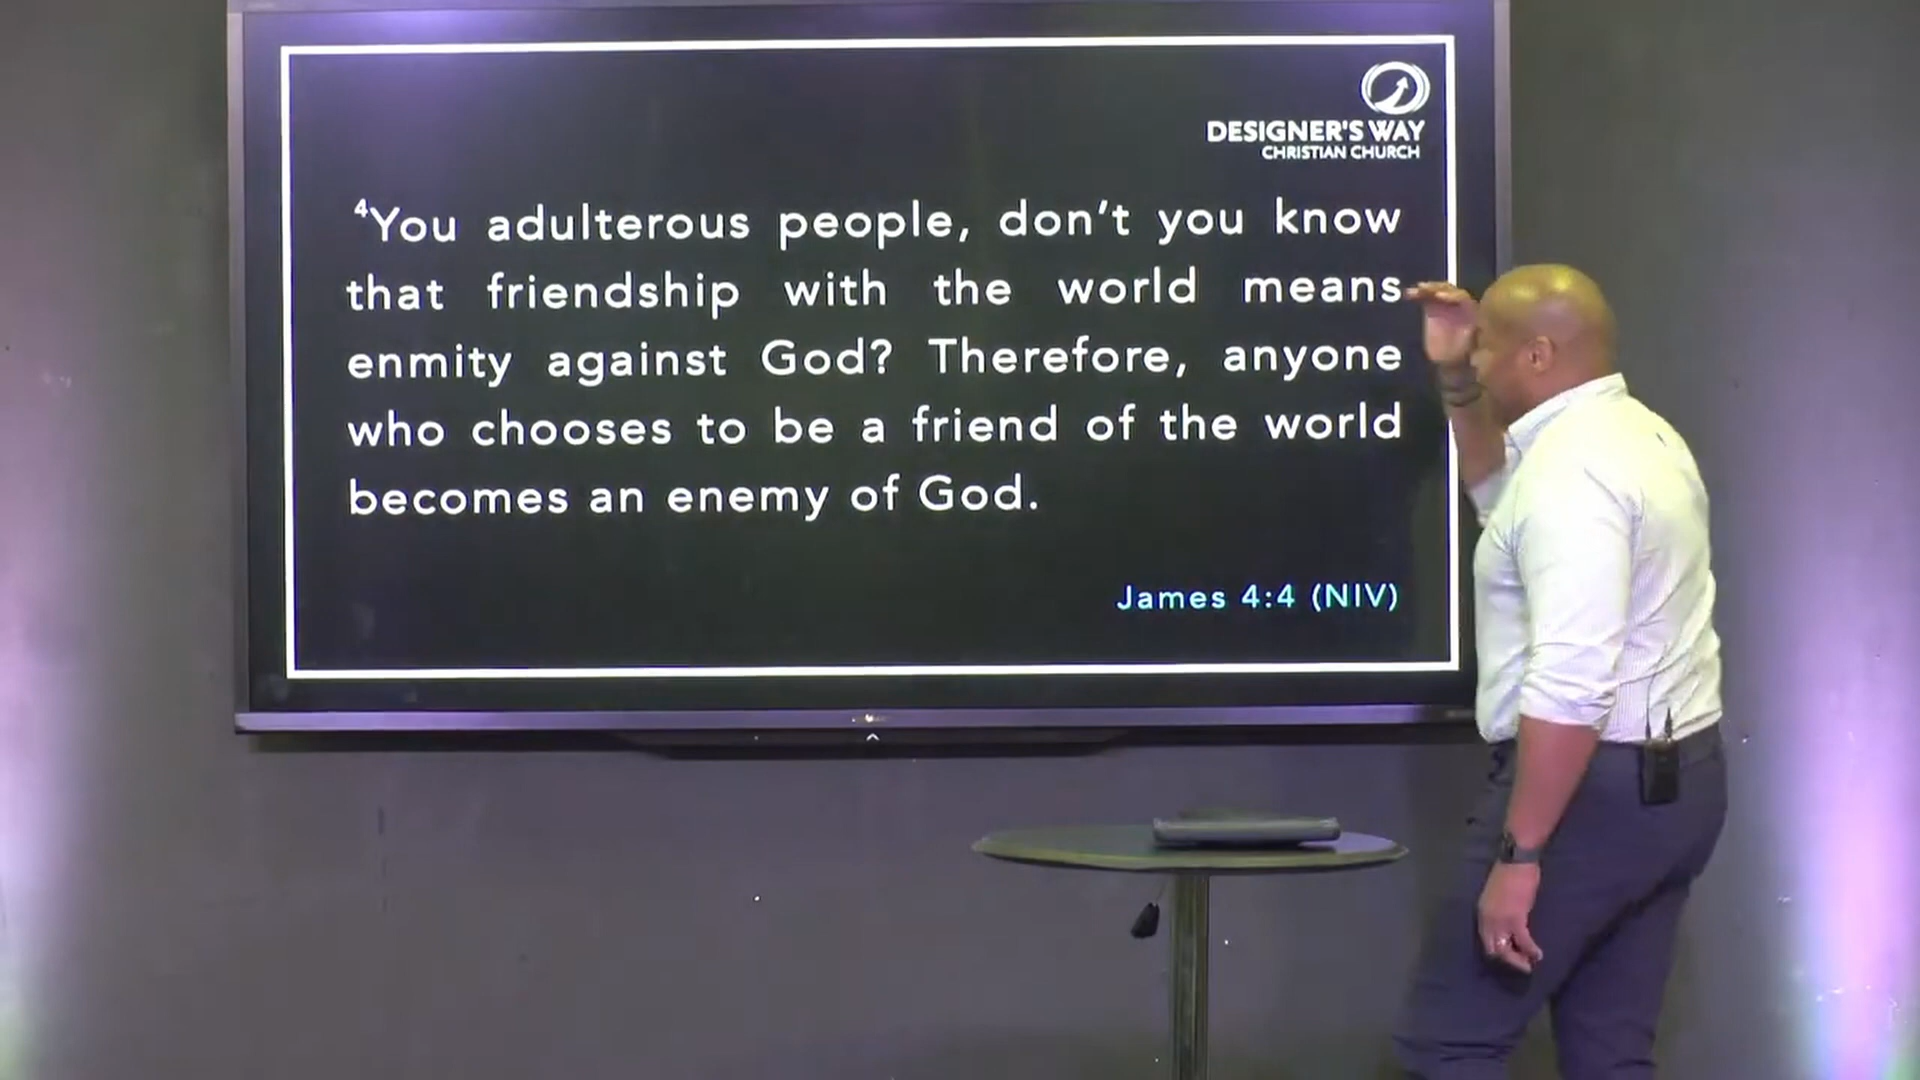 DESIGNER'S WAY
CHRISTIAN CHURCH
⁴You adulterous people, don't you know
that friendship with the world means
enmity against God? Therefore, anyone
who chooses to be a friend of the world
becomes an enemy of God.
James 4:4 (NIV)